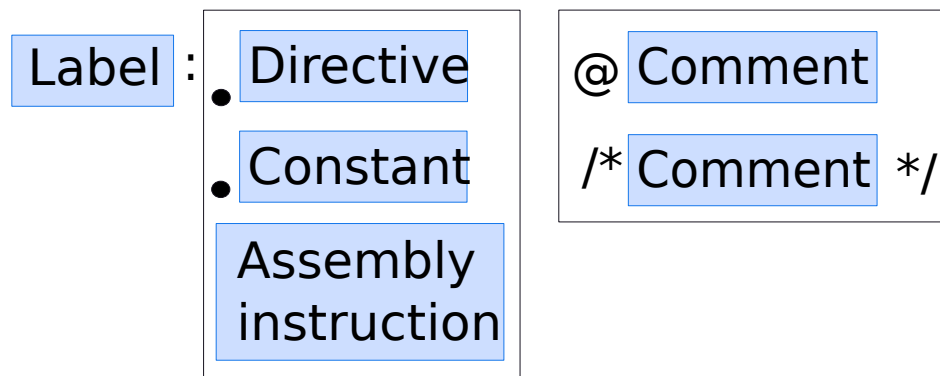 Label :
. Directive
. Constant
Assembly
instruction
@ Comment
/* Comment */